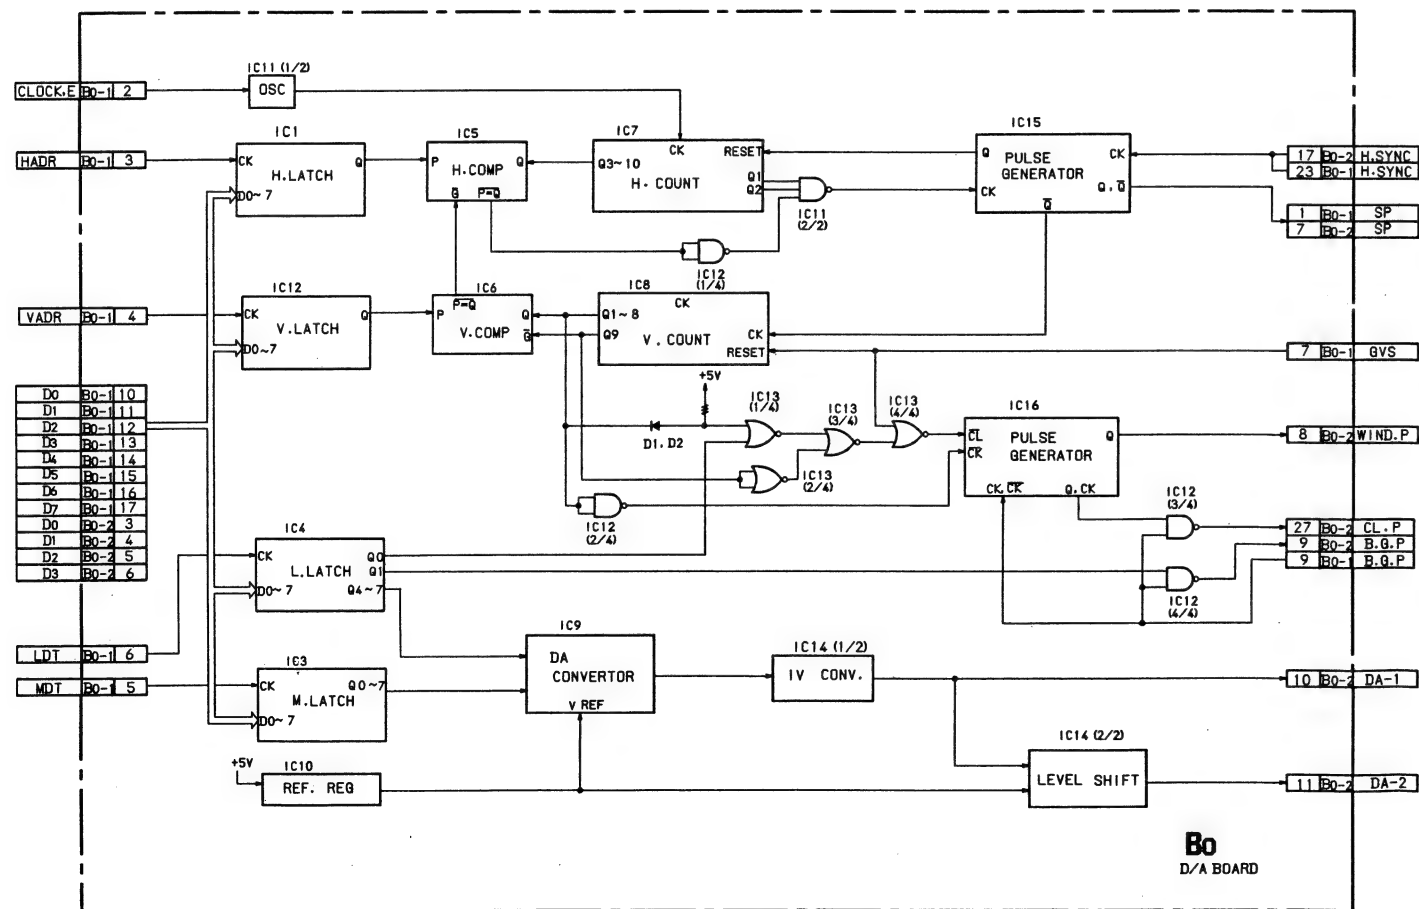 IC11 (1/2)
CLOCK.E BO-1 2
OSC
IC1
IC5
IC7
IC15
HADR BO-1 3
CK Q
H.LATCH
D0~7
P Q
H.COMP
G P=Q
Q3~10 CK RESET
H. COUNT
Q1
Q2
IC11
(2/2)
Q CK
PULSE
GENERATOR
CK Q, Q
Q
17 BO-2 H.SYNC
23 BO-1 H.SYNC
1 BO-1 SP
7 BO-2 SP
IC12
(1/4)
IC12
IC6
IC8
VADR BO-1 4
CK Q
V.LATCH
D0~7
P=Q
P Q
V.COMP G
CK
Q1~8
Q9 CK
V. COUNT
RESET
7 BO-1 GVS
+5V
D0 BO-1 10
D1 BO-1 11
D2 BO-1 12
D3 BO-1 13
D4 BO-1 14
D5 BO-1 15
D6 BO-1 16
D7 BO-1 17
D0 BO-2 3
D1 BO-2 4
D2 BO-2 5
D3 BO-2 6
D1. D2
IC13
(1/4)
IC13
(3/4)
IC13
(4/4)
IC13
(2/4)
IC12
(2/4)
IC16
CL PULSE Q
CK GENERATOR
CK, CK Q, CK
8 BO-2 WIND.P
IC12
(3/4)
27 BO-2 CL.P
9 BO-2 B.G.P
9 BO-1 B.G.P
IC12
(4/4)
IC4
CK Q0
L.LATCH Q1
D0~7 Q4~7
LDT BO-1 6
MDT BO-1 5
IC3
CK Q0~7
M.LATCH
D0~7
IC9
DA
CONVERTOR
V REF
IC14 (1/2)
IV CONV.
10 BO-2 DA-1
+5V
IC10
REF. REG
IC14 (2/2)
LEVEL SHIFT
11 BO-2 DA-2
BO
D/A BOARD